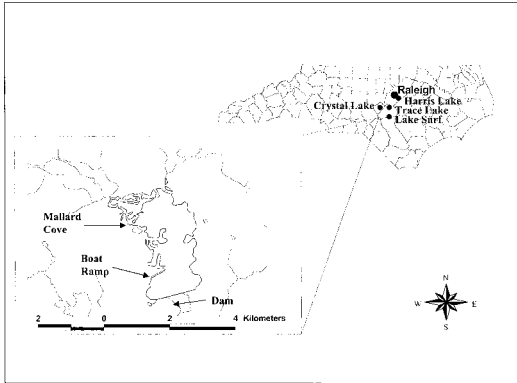 Raleigh
Harris Lake
Crystal Lake
Trace Lake
Lake Surf
Mallard
Cove
Boat
Ramp
Dam
2 0 2 4 Kilometers
N
W E
S